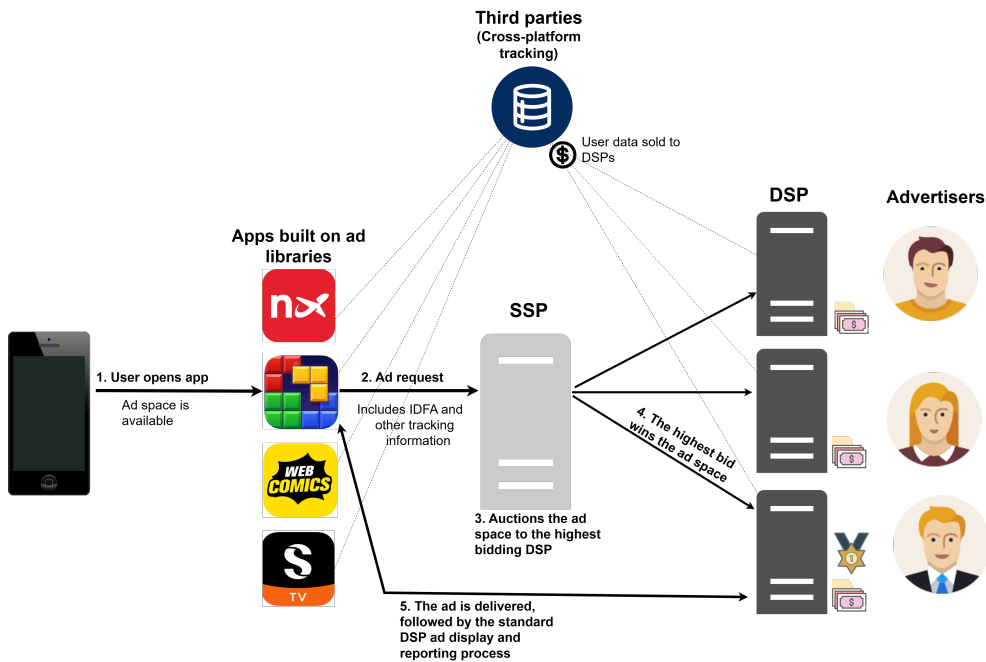 Third parties
(Cross-platform
tracking)
$
User data sold to
DSPs
DSP
Advertisers
Apps built on ad
libraries
n
SSP
$
1. User opens app
Ad space is
available
2. Ad request
Includes IDFA and
other tracking
information
4. The highest bid
wins the ad space
$
WEB
COMICS
3. Auctions the ad
space to the highest
bidding DSP
S
TV
1
$
5. The ad is delivered,
followed by the standard
DSP ad display and
reporting process